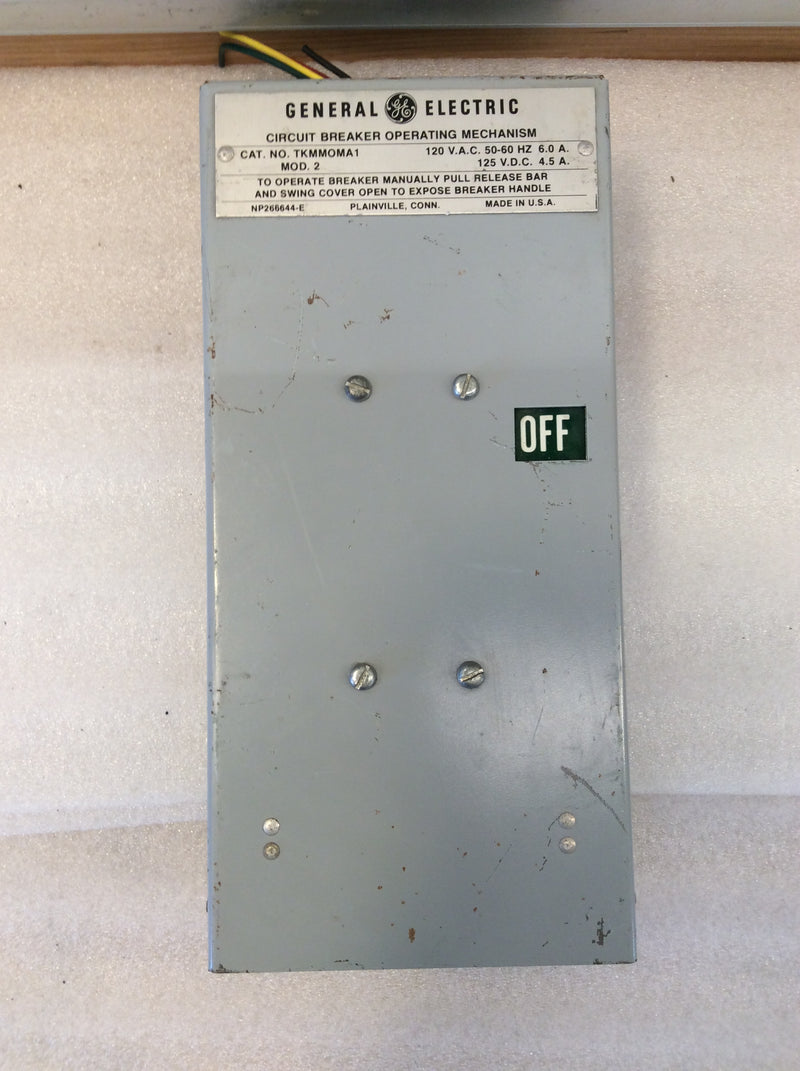 GENERAL GE ELECTRIC
CIRCUIT BREAKER OPERATING MECHANISM
CAT. NO. TKMMOMA1 120 V.A.C. 50-60 HZ 6.0 A.
MOD. 2 125 V.D.C. 4.5 A.
TO OPERATE BREAKER MANUALLY PULL RELEASE BAR
AND SWING COVER OPEN TO EXPOSE BREAKER HANDLE
NP266644-E PLAINVILLE, CONN. MADE IN U.S.A.
OFF